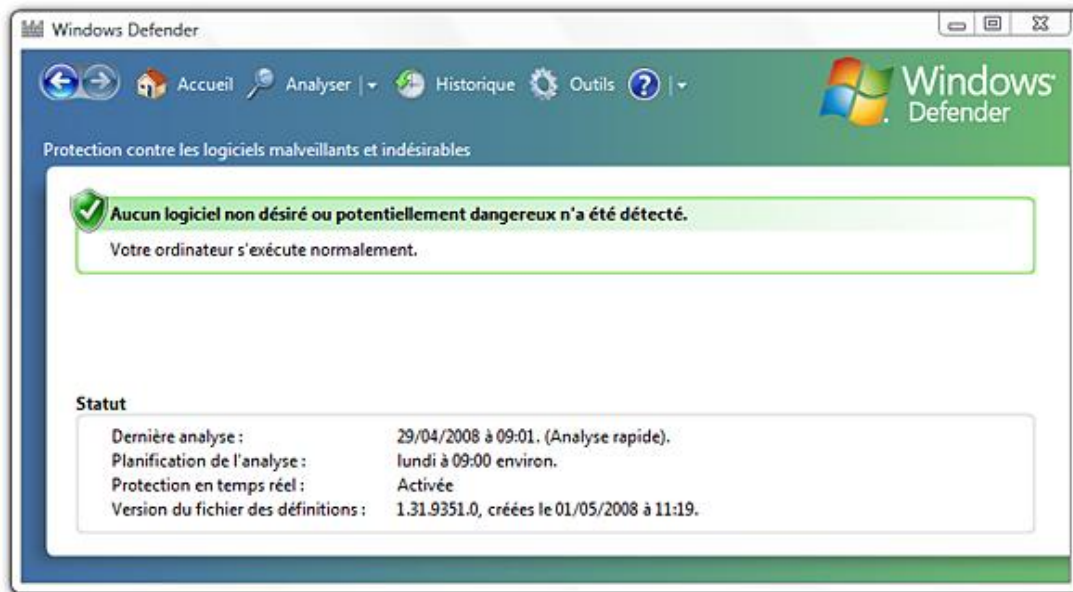 Windows Defender
Accueil Analyser Historique Outils ?
Windows Defender
Protection contre les logiciels malveillants et indésirables
Aucun logiciel non désiré ou potentiellement dangereux n'a été détecté.
Votre ordinateur s'exécute normalement.
Statut
Dernière analyse : 29/04/2008 à 09:01. (Analyse rapide).
Planification de l'analyse : lundi à 09:00 environ.
Protection en temps réel : Activée
Version du fichier des définitions : 1.31.9351.0, créées le 01/05/2008 à 11:19.